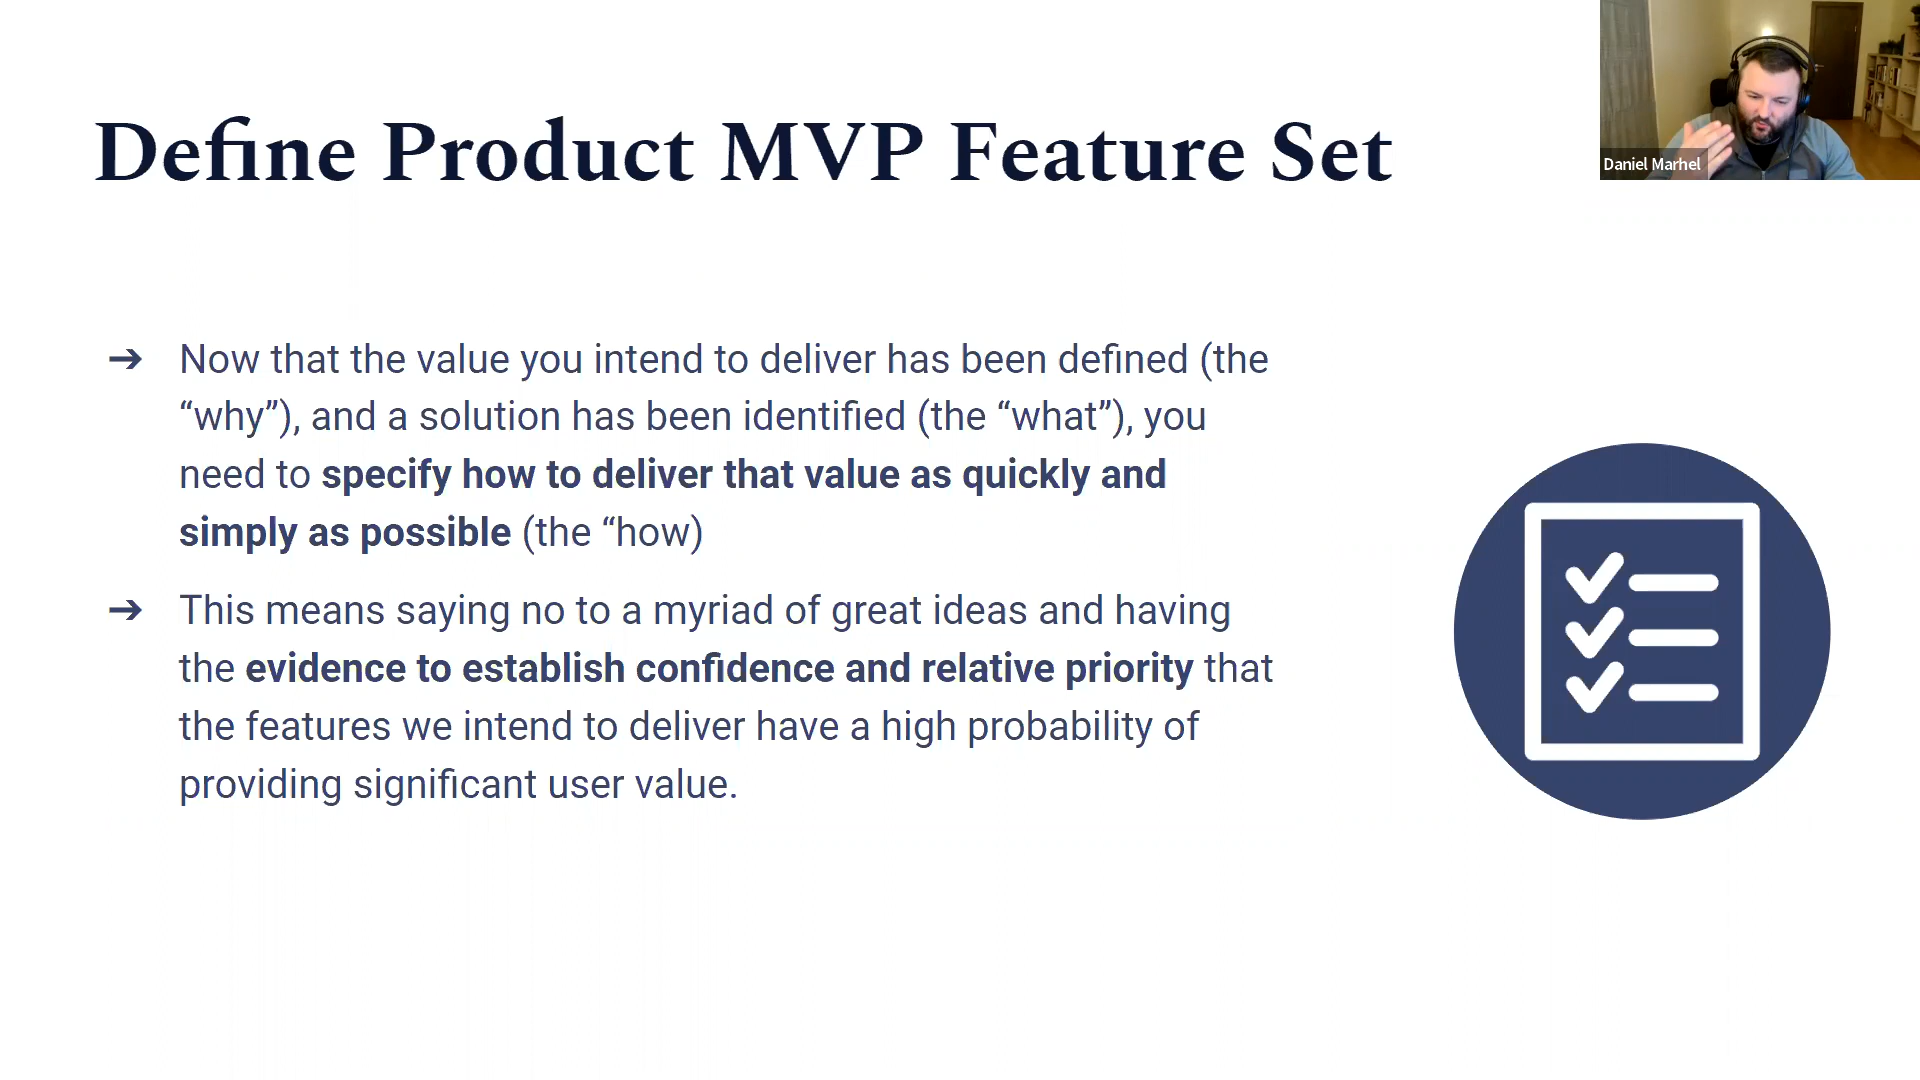 Define Product MVP Feature Set
Daniel Marhel
➔ Now that the value you intend to deliver has been defined (the
“why”), and a solution has been identified (the “what”), you
need to specify how to deliver that value as quickly and
simply as possible (the “how)
➔ This means saying no to a myriad of great ideas and having
the evidence to establish confidence and relative priority that
the features we intend to deliver have a high probability of
providing significant user value.